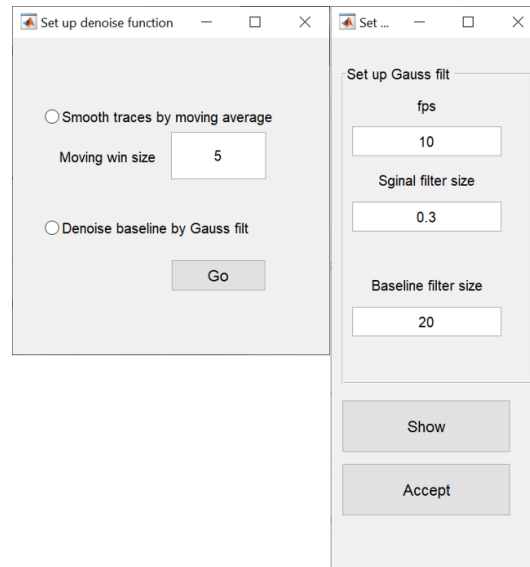 Set up denoise function
Smooth traces by moving average
Moving win size
5
Denoise baseline by Gauss filt
Go
Set ...
Set up Gauss filt
fps
10
Sginal filter size
0.3
Baseline filter size
20
Show
Accept